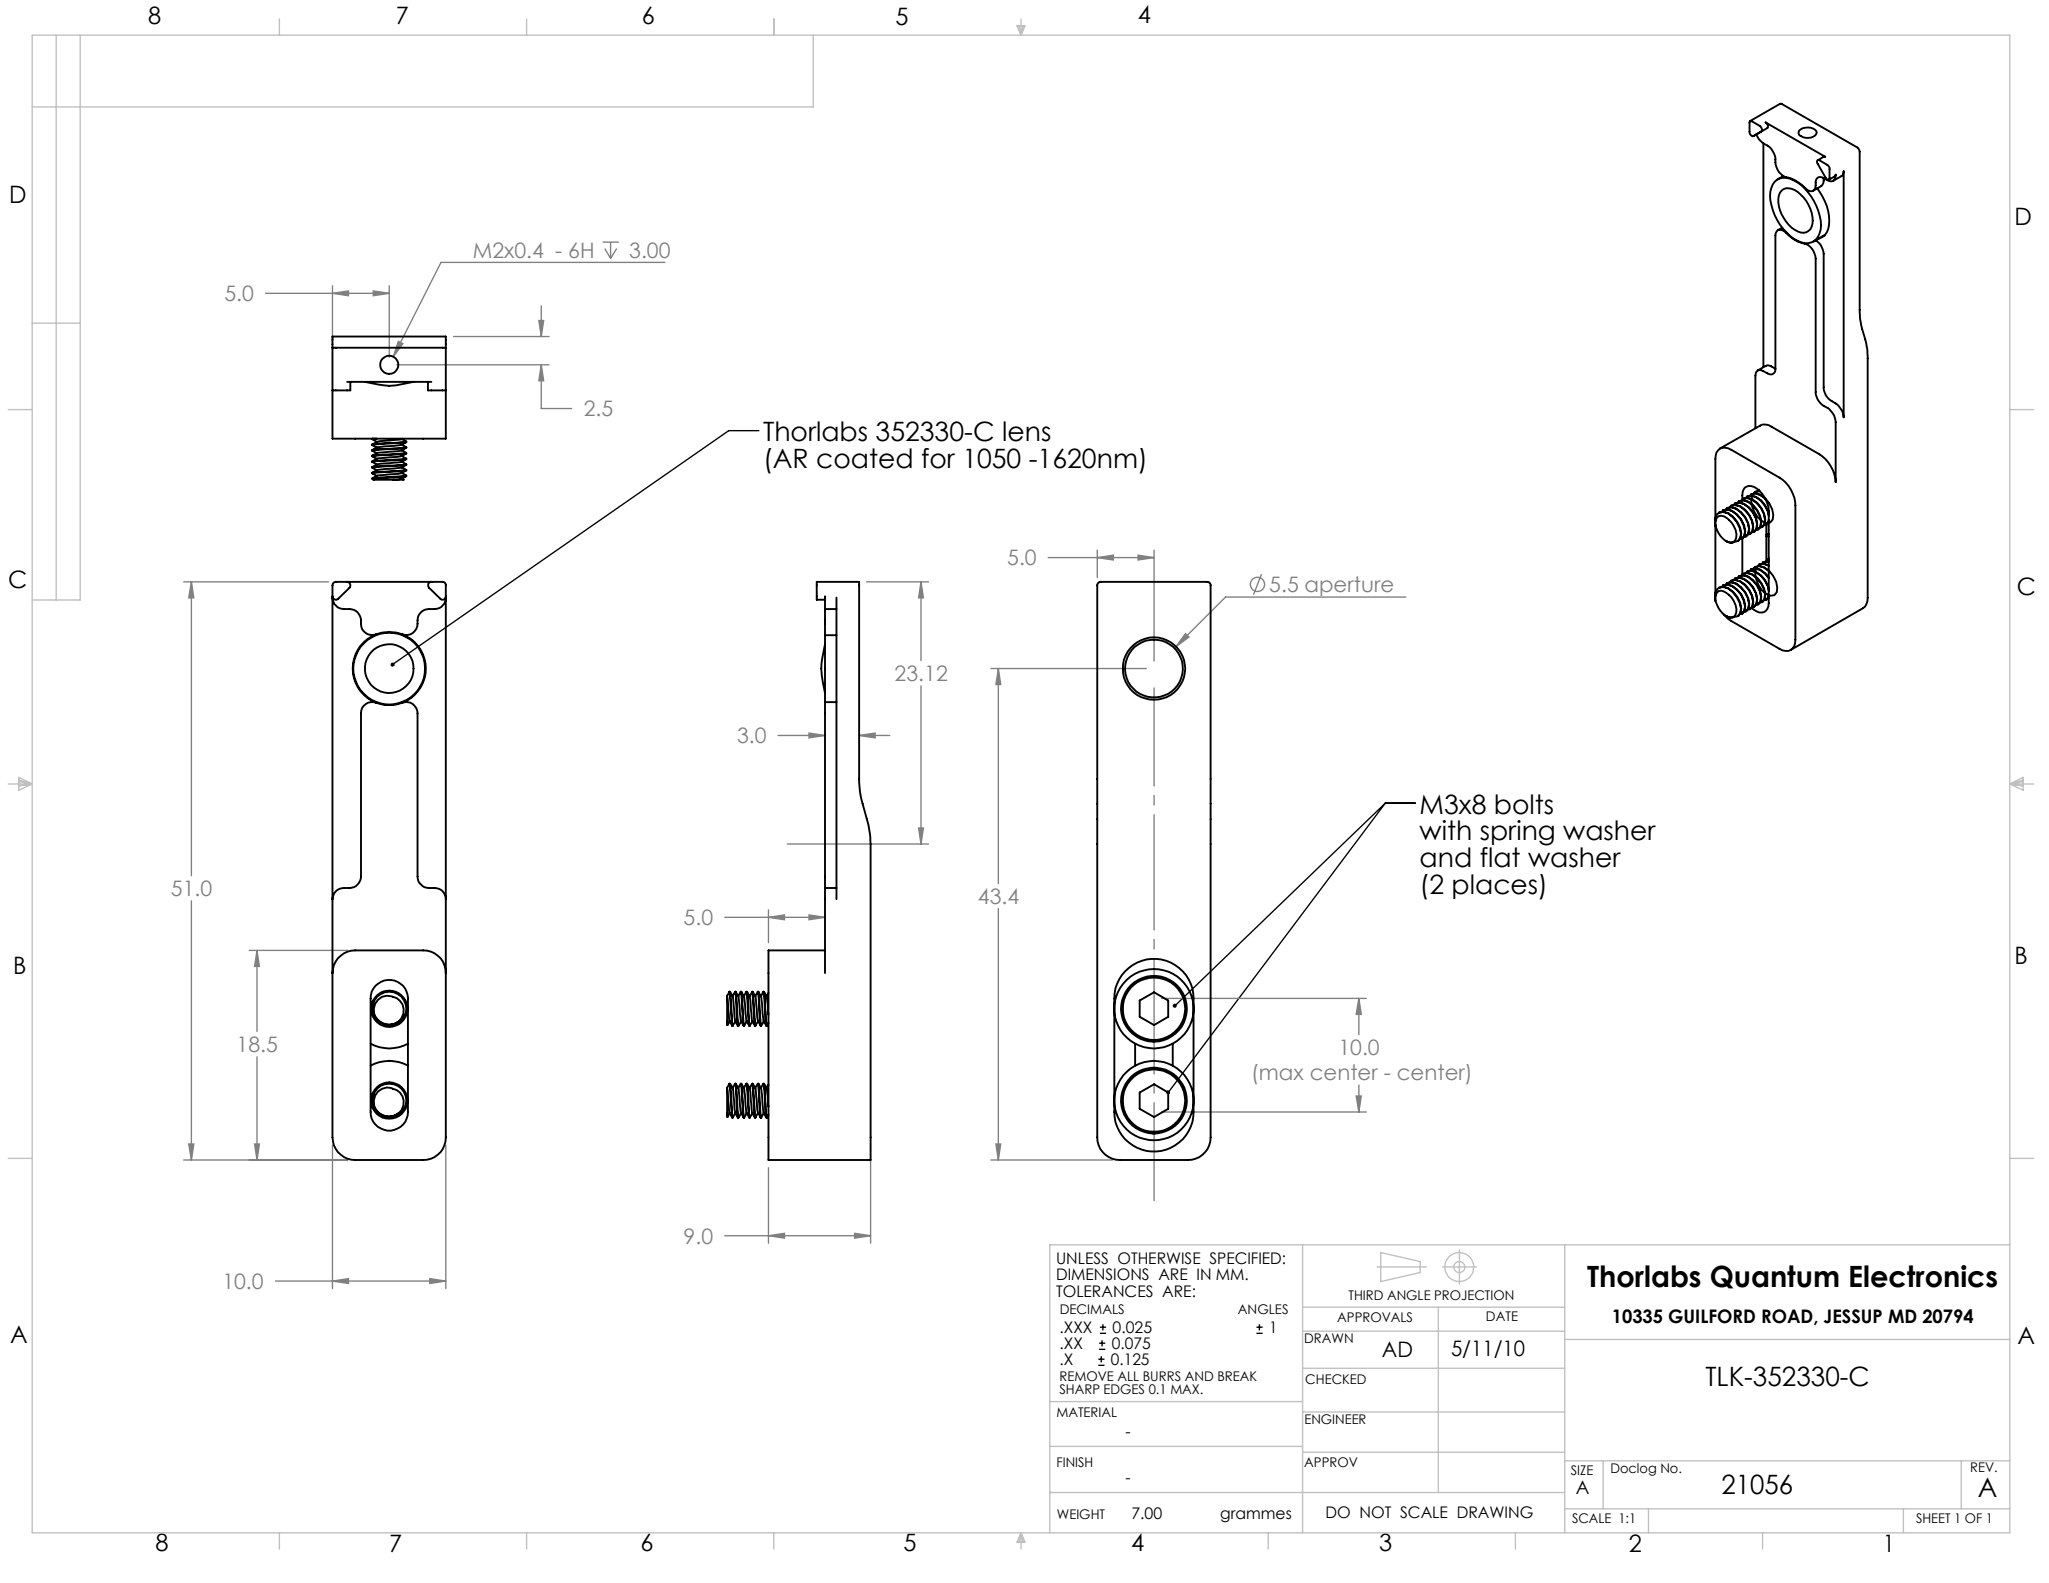 8 7 6 5 4
D
D
M2x0.4 - 6H ↧ 3.00
5.0
2.5
Thorlabs 352330-C lens
(AR coated for 1050 -1620nm)
C
C
5.0
Ø5.5 aperture
23.12
3.0
M3x8 bolts
with spring washer
and flat washer
(2 places)
51.0
43.4
5.0
B
B
18.5
10.0
(max center - center)
9.0
10.0
A
A
UNLESS OTHERWISE SPECIFIED:
DIMENSIONS ARE IN MM.
TOLERANCES ARE:
DECIMALS ANGLES
.XXX ± 0.025 ± 1
.XX ± 0.075
.X ± 0.125
REMOVE ALL BURRS AND BREAK
SHARP EDGES 0.1 MAX.
MATERIAL
-
FINISH
-
WEIGHT 7.00 grammes
THIRD ANGLE PROJECTION
APPROVALS DATE
DRAWN AD 5/11/10
CHECKED
ENGINEER
APPROV
DO NOT SCALE DRAWING
Thorlabs Quantum Electronics
10335 GUILFORD ROAD, JESSUP MD 20794
TLK-352330-C
SIZE
A
Doclog No.
21056
REV.
A
SCALE 1:1
SHEET 1 OF 1
8 7 6 5 4 3 2 1